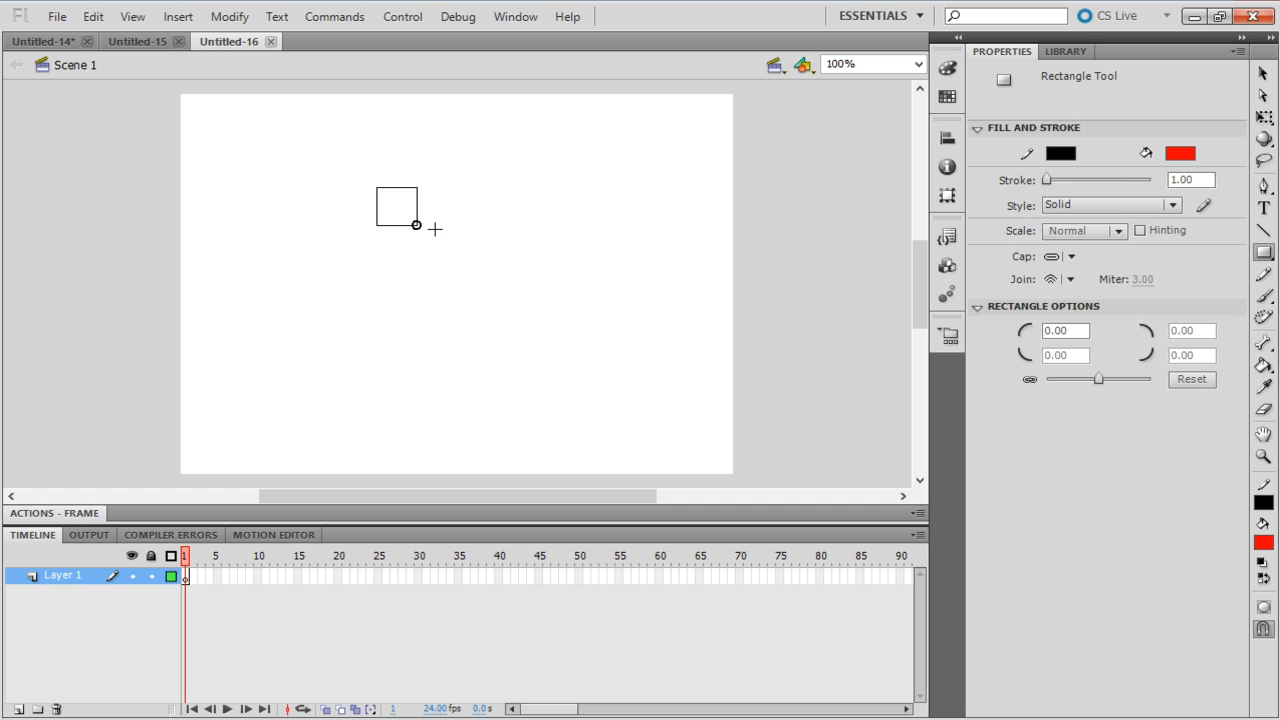 Fl File Edit View Insert Modify Text Commands Control Debug Window Help ESSENTIALS CS Live
Untitled-14* Untitled-15 Untitled-16
Scene 1 100%
PROPERTIES LIBRARY
Rectangle Tool
FILL AND STROKE
Stroke: 1.00
Style: Solid
Scale: Normal Hinting
Cap:
Join: Miter: 3.00
RECTANGLE OPTIONS
0.00 0.00
0.00 0.00
Reset
ACTIONS - FRAME
TIMELINE OUTPUT COMPILER ERRORS MOTION EDITOR
1 5 10 15 20 25 30 35 40 45 50 55 60 65 70 75 80 85 90
Layer 1
1 24.00fps 0.0s